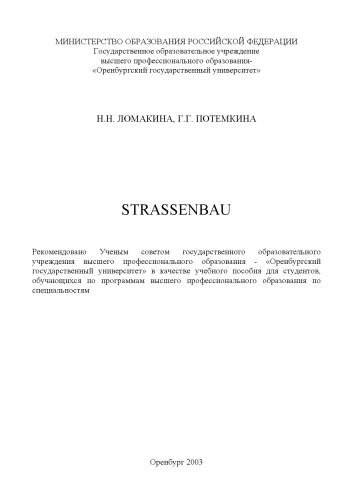 МИНИСТЕРСТВО ОБРАЗОВАНИЯ РОССИЙСКОЙ ФЕДЕРАЦИИ
Государственное образовательное учреждение
высшего профессионального образования-
«Оренбургский государственный университет»
Н.Н. ЛОМАКИНА, Г.Г. ПОТЕМКИНА
STRASSENBAU
Рекомендовано Ученым советом государственного образовательного
учреждения высшего профессионального образования - «Оренбургский
государственный университет» в качестве учебного пособия для студентов,
обучающихся по программам высшего профессионального образования по
специальностям
Оренбург 2003